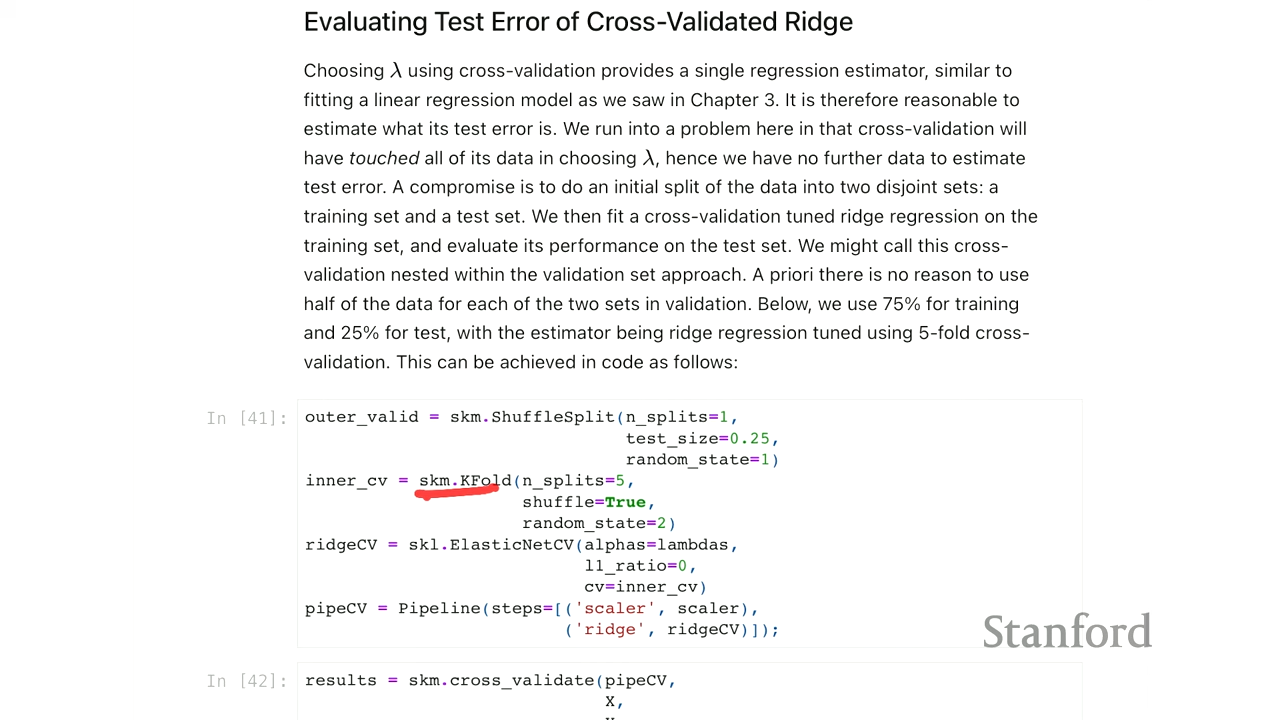 Evaluating Test Error of Cross-Validated Ridge
Choosing λ using cross-validation provides a single regression estimator, similar to
fitting a linear regression model as we saw in Chapter 3. It is therefore reasonable to
estimate what its test error is. We run into a problem here in that cross-validation will
have touched all of its data in choosing λ, hence we have no further data to estimate
test error. A compromise is to do an initial split of the data into two disjoint sets: a
training set and a test set. We then fit a cross-validation tuned ridge regression on the
training set, and evaluate its performance on the test set. We might call this cross-
validation nested within the validation set approach. A priori there is no reason to use
half of the data for each of the two sets in validation. Below, we use 75% for training
and 25% for test, with the estimator being ridge regression tuned using 5-fold cross-
validation. This can be achieved in code as follows:
In [41]: outer_valid = skm.ShuffleSplit(n_splits=1,
test_size=0.25,
random_state=1)
inner_cv = skm.KFold(n_splits=5,
shuffle=True,
random_state=2)
ridgeCV = skl.ElasticNetCV(alphas=lambdas,
l1_ratio=0,
cv=inner_cv)
pipeCV = Pipeline(steps=[('scaler', scaler),
('ridge', ridgeCV)]);
Stanford
In [42]: results = skm.cross_validate(pipeCV,
X,